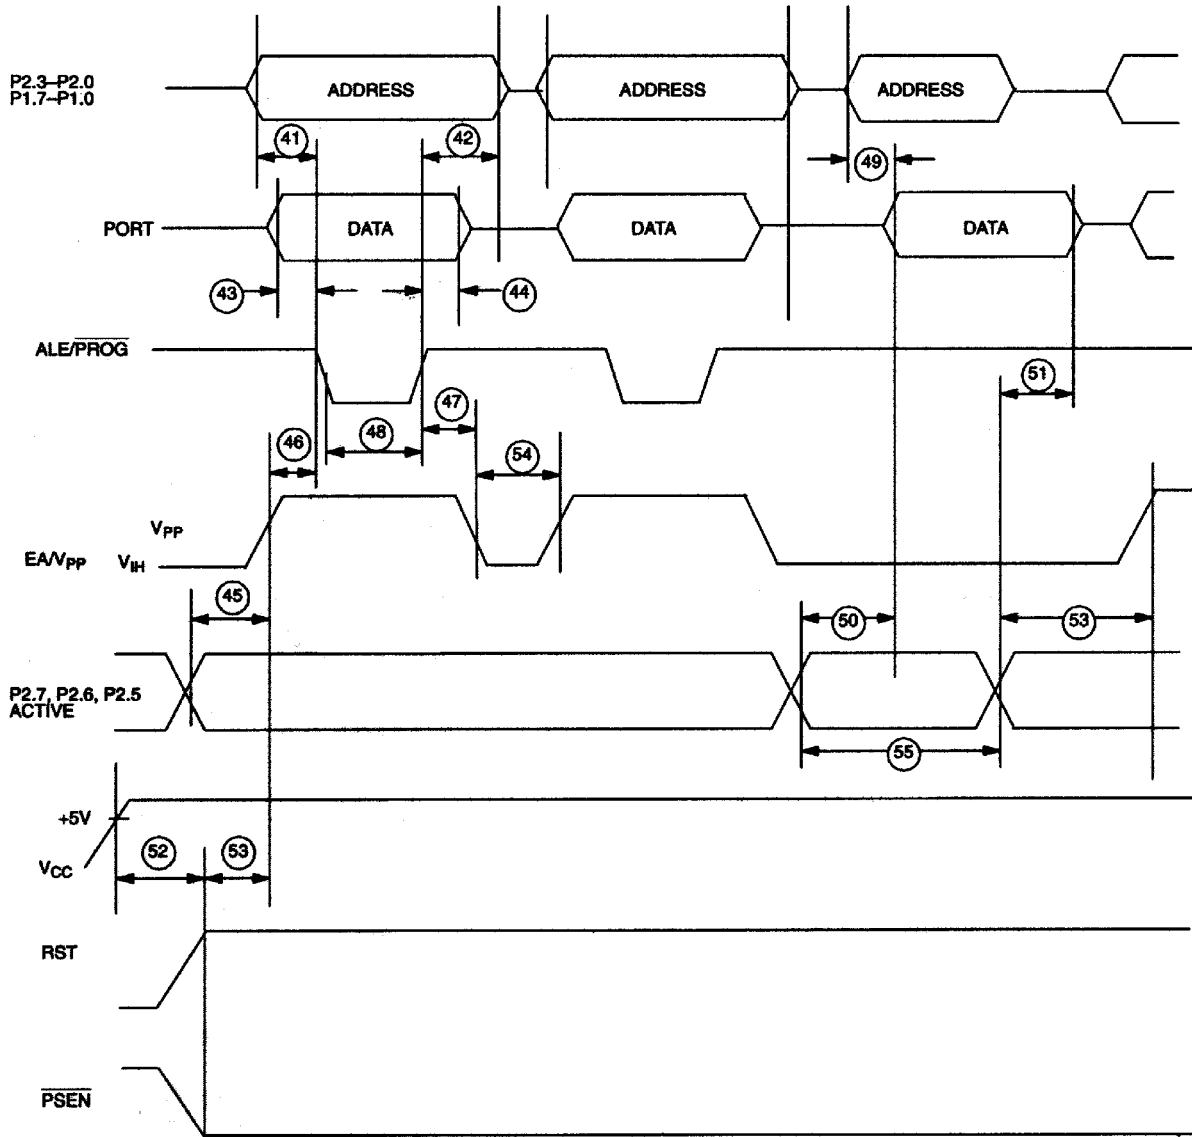 P2.3–P2.0
P1.7–P1.0
ADDRESS
ADDRESS
ADDRESS
41
42
49
PORT
DATA
DATA
DATA
43
44
ALE/PROG
51
47
46
48
54
VPP
EA/VPP
VIH
45
50
53
P2.7, P2.6, P2.5
ACTIVE
55
+5V
VCC
52
53
RST
PSEN